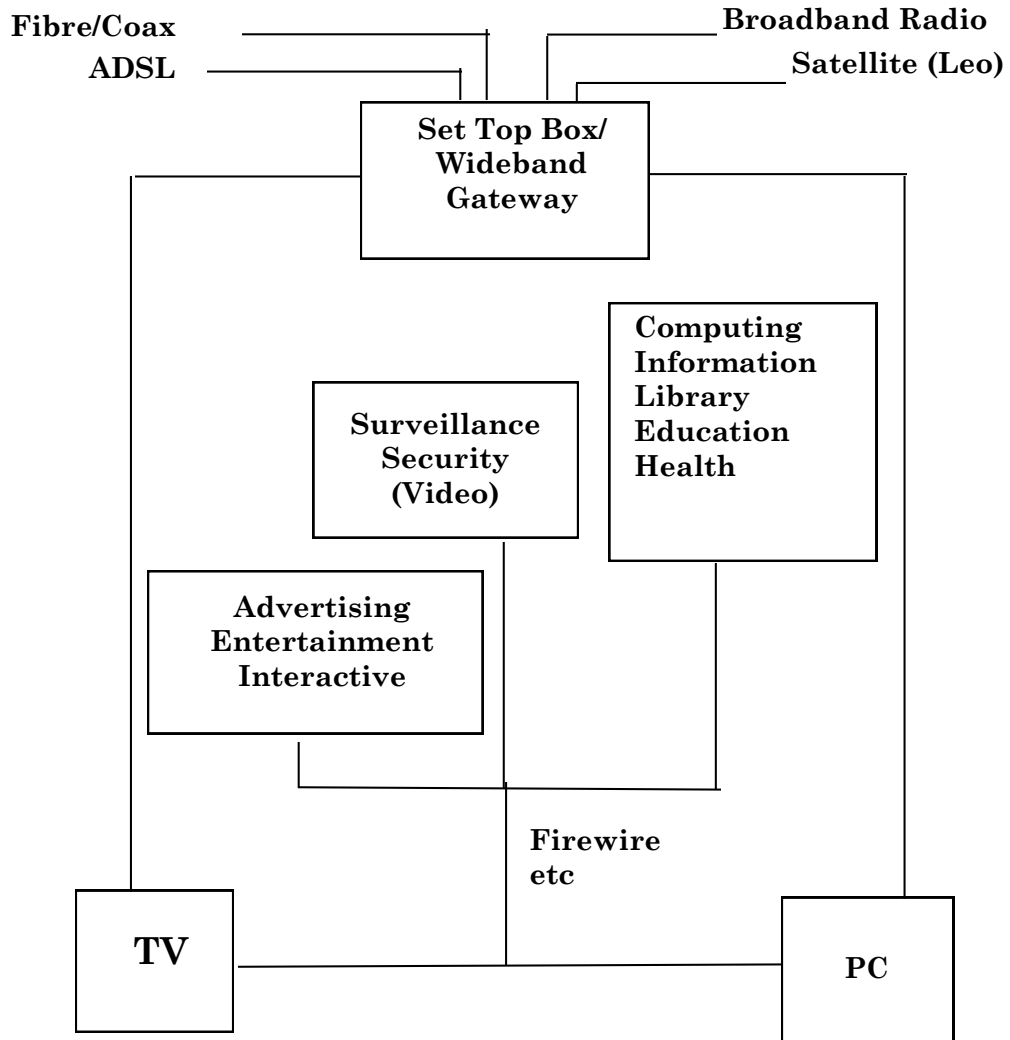 Fibre/Coax
Broadband Radio
ADSL
Satellite (Leo)
Set Top Box/
Wideband
Gateway
Computing
Information
Library
Education
Health
Surveillance
Security
(Video)
Advertising
Entertainment
Interactive
Firewire
etc
TV
PC